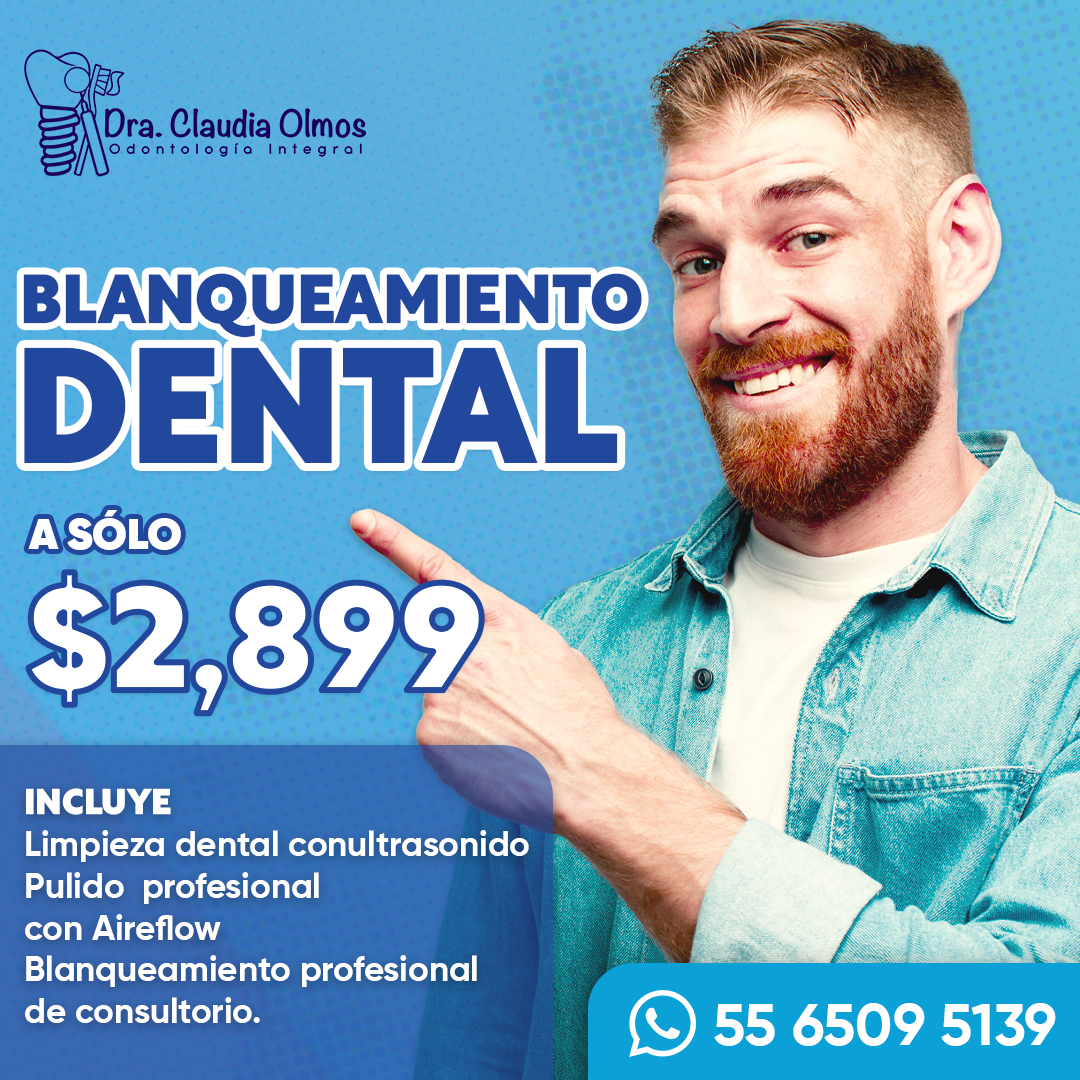 Dra. Claudia Olmos
Odontología Integral
BLANQUEAMIENTO
DENTAL
A SÓLO
$2,899
INCLUYE
Limpieza dental conultrasonido
Pulido profesional
con Aireflow
Blanqueamiento profesional
de consultorio.
55 6509 5139